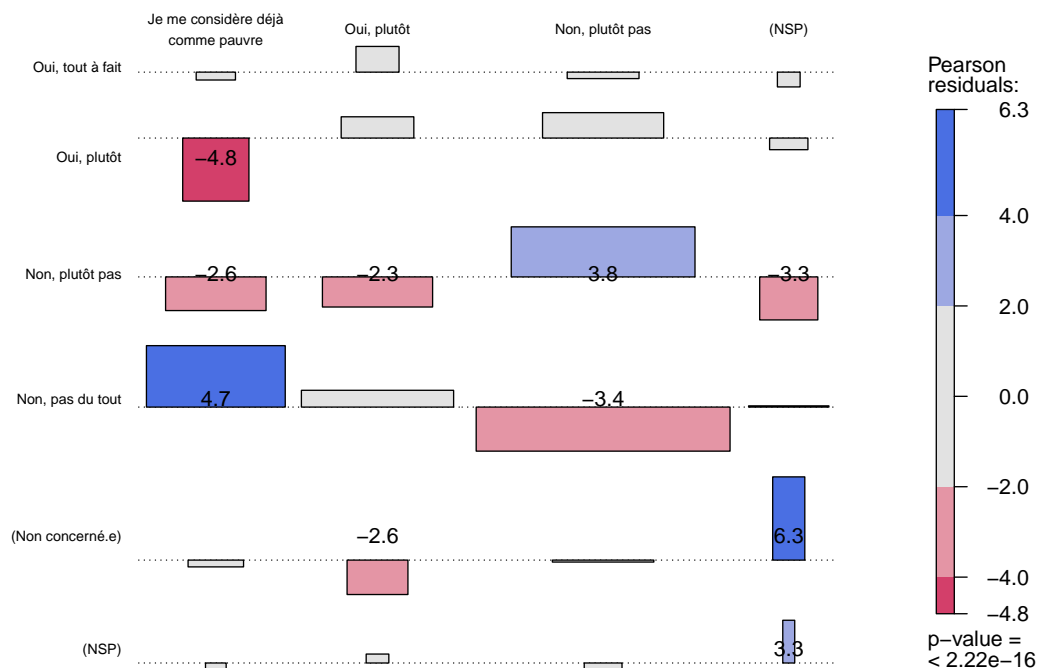 Je me considère déjà
comme pauvre
Oui, plutôt
Non, plutôt pas
(NSP)
Oui, tout à fait
Oui, plutôt
−4.8
Non, plutôt pas
−2.6
−2.3
3.8
−3.3
Non, pas du tout
4.7
−3.4
(Non concerné.e)
−2.6
6.3
(NSP)
3.3
Pearson
residuals:
6.3
4.0
2.0
0.0
−2.0
−4.0
−4.8
p−value =
< 2.22e−16